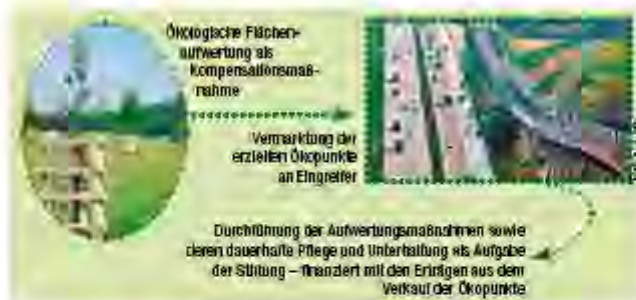 Ökologische Flächen-
aufwertung als
Kompensationsmaß-
nahme
Vermarktung der
erzielten Ökopunkte
an Eingreifer
Durchführung der Aufwertungsmaßnahmen sowie
deren dauerhafte Pflege und Unterhaltung als Aufgabe
der Stiftung – finanziert mit den Erträgen aus dem
Verkauf der Ökopunkte